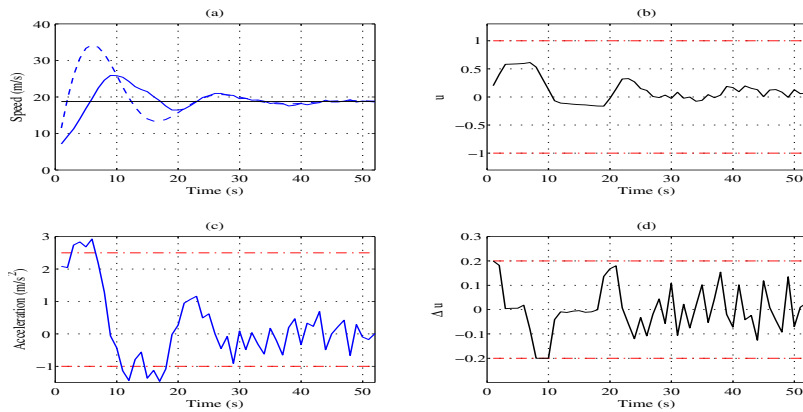 (a)
40
30
20
10
0
Speed (m/s)
0 10 20 30 40 50
Time (s)
(b)
1
0.5
0
−0.5
−1
u
0 10 20 30 40 50
Time (s)
(c)
3
2
1
0
−1
Acceleration (m/s²)
0 10 20 30 40 50
Time (s)
(d)
0.3
0.2
0.1
0
−0.1
−0.2
−0.3
Δ u
0 10 20 30 40 50
Time (s)